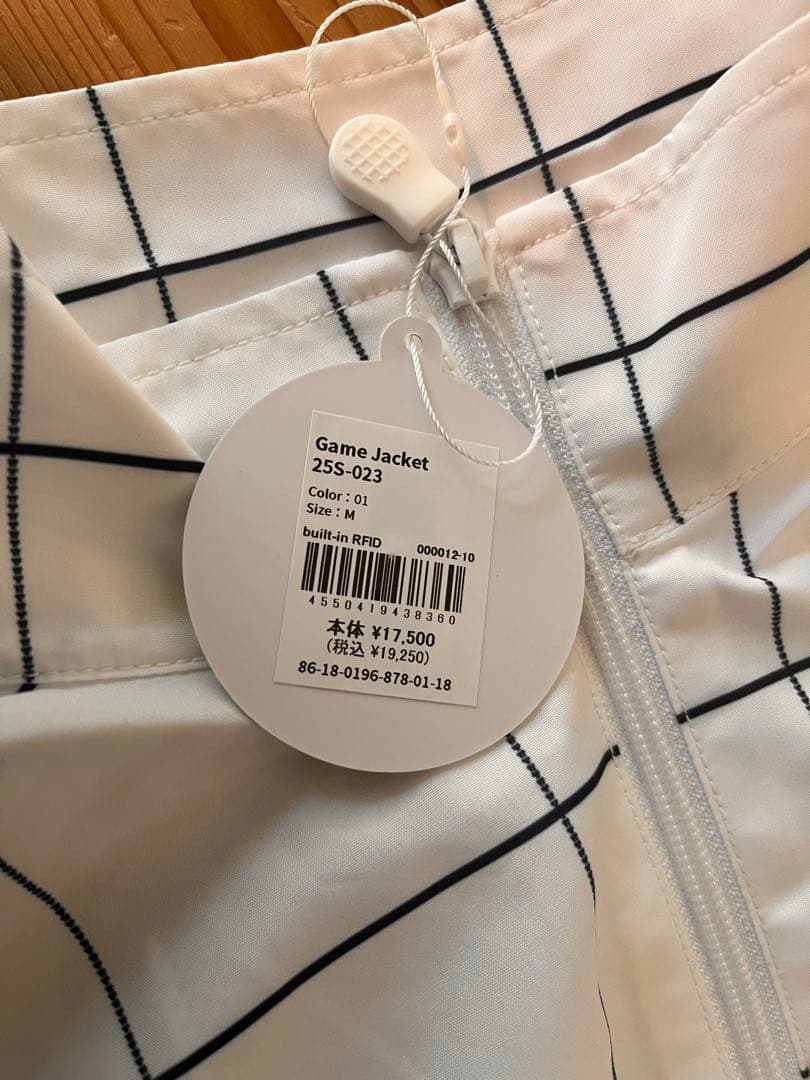 Game Jacket
25S-023
Color：01
Size：M
built-in RFID 000012-10
4550419438360
本体 ¥17,500
(税込 ¥19,250)
86-18-0196-878-01-18